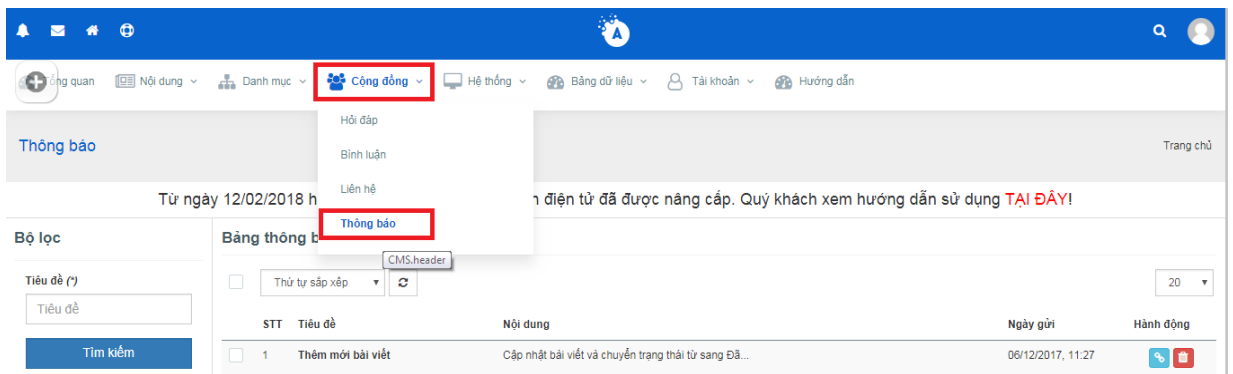 A
Tổng quan Nội dung Danh mục Cộng đồng Hệ thống Bảng dữ liệu Tài khoản Hướng dẫn
Hỏi đáp
Thông báo Trang chủ
Bình luận
Liên hệ
Từ ngày 12/02/2018 h điện tử đã được nâng cấp. Quý khách xem hướng dẫn sử dụng TẠI ĐÂY!
Thông báo
Bộ lọc Bảng thông b
CMS.header
Tiêu đề (*) Thứ tự sắp xếp 20
Tiêu đề
STT Tiêu đề Nội dung Ngày gửi Hành động
Tìm kiếm 1 Thêm mới bài viết Cập nhật bài viết và chuyển trạng thái từ sang Đã... 06/12/2017, 11:27